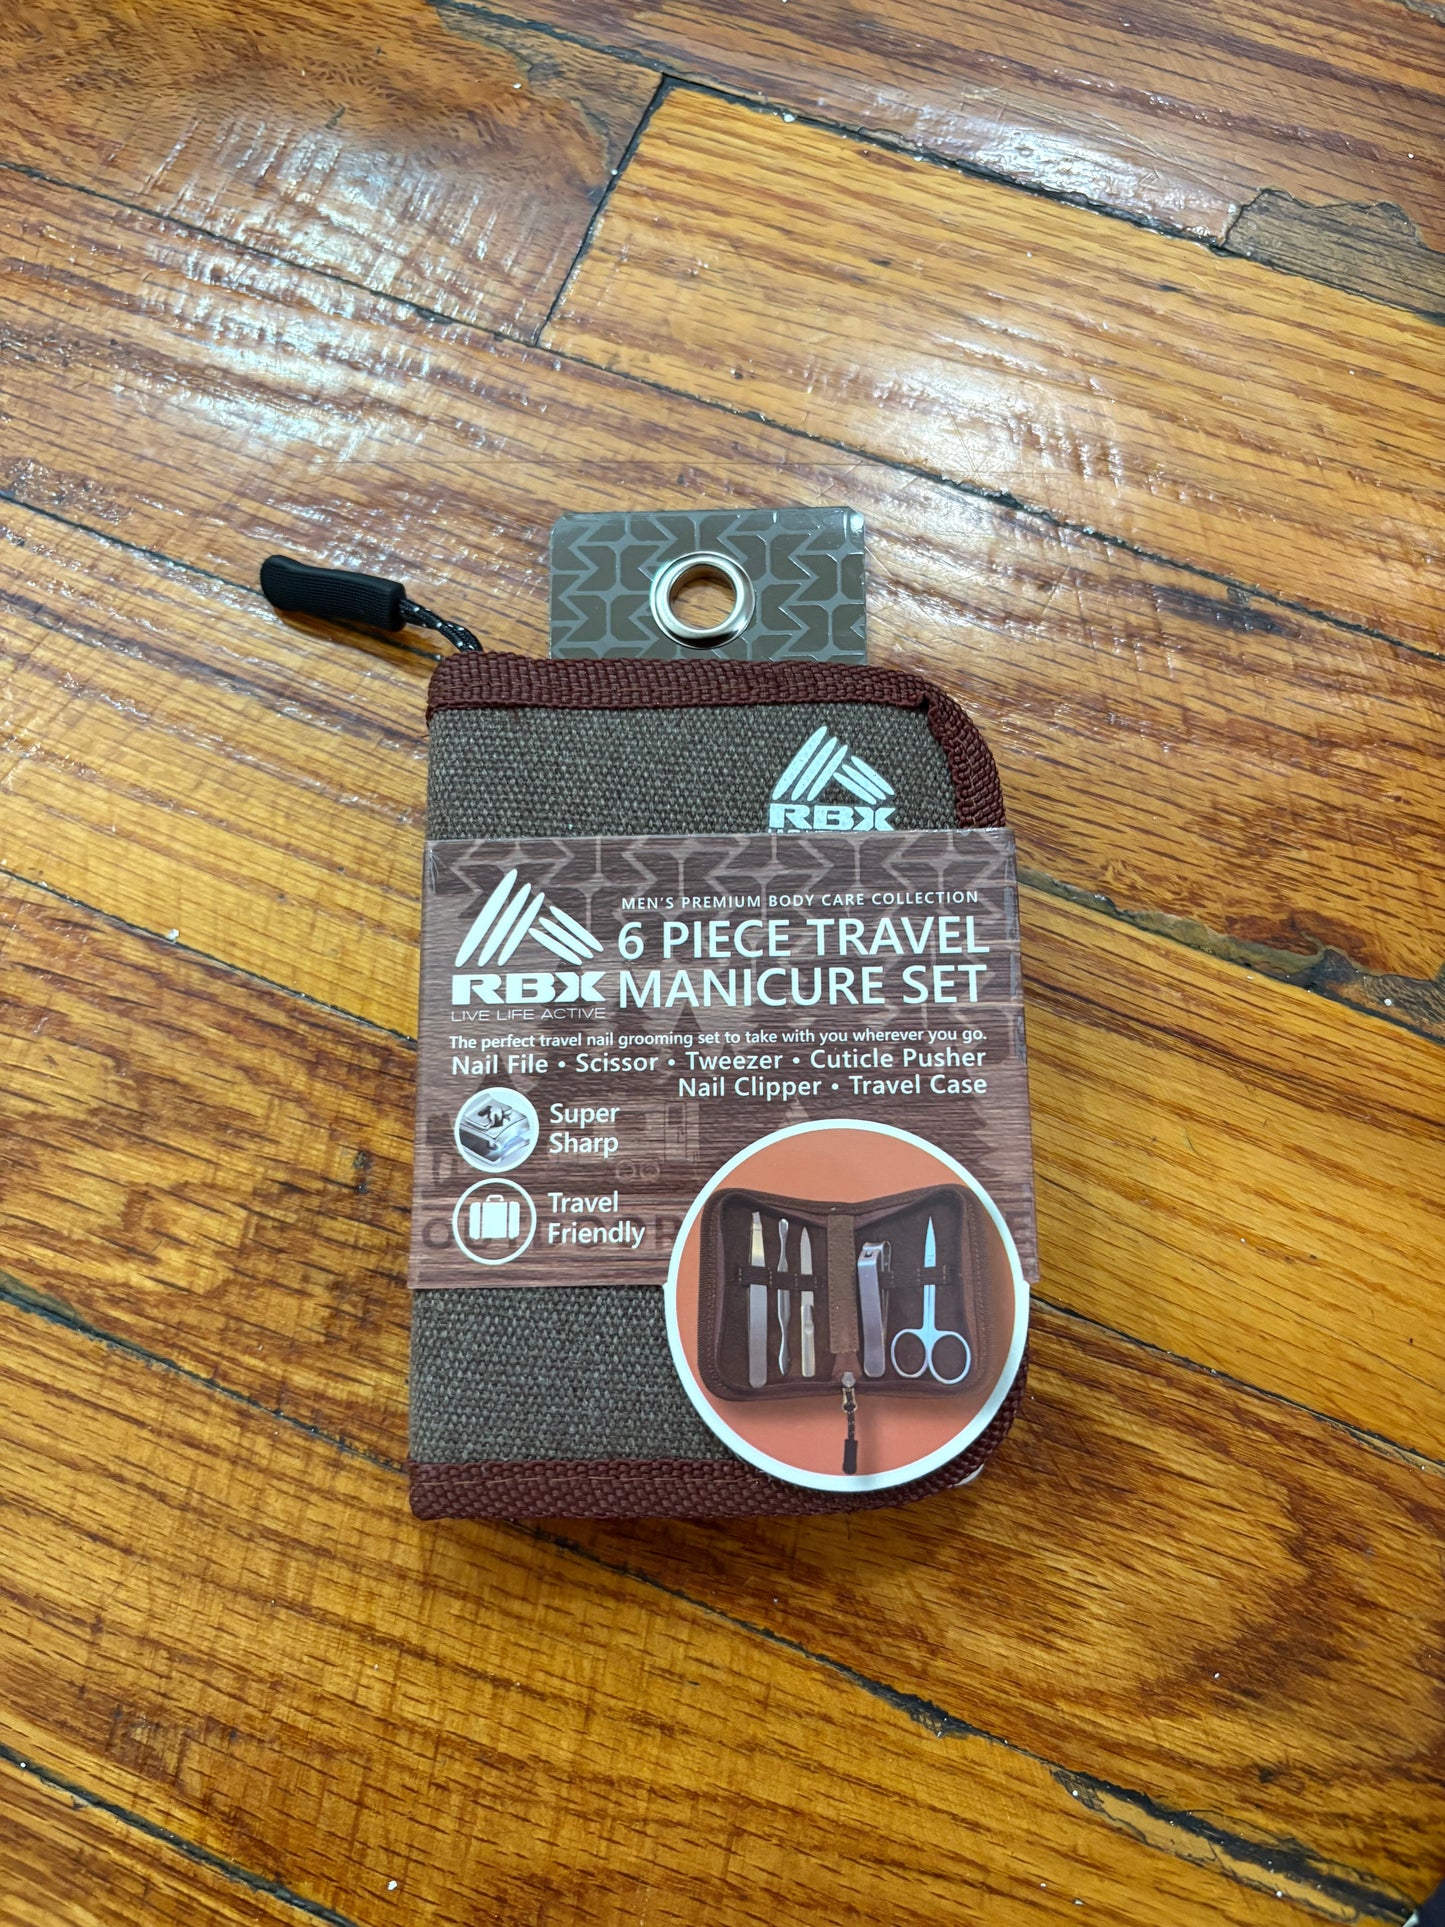 RBX
RBX
LIVE LIFE ACTIVE
MEN'S PREMIUM BODY CARE COLLECTION
6 PIECE TRAVEL
MANICURE SET
The perfect travel nail grooming set to take with you wherever you go.
Nail File • Scissor • Tweezer • Cuticle Pusher
Nail Clipper • Travel Case
Super
Sharp
Travel
Friendly